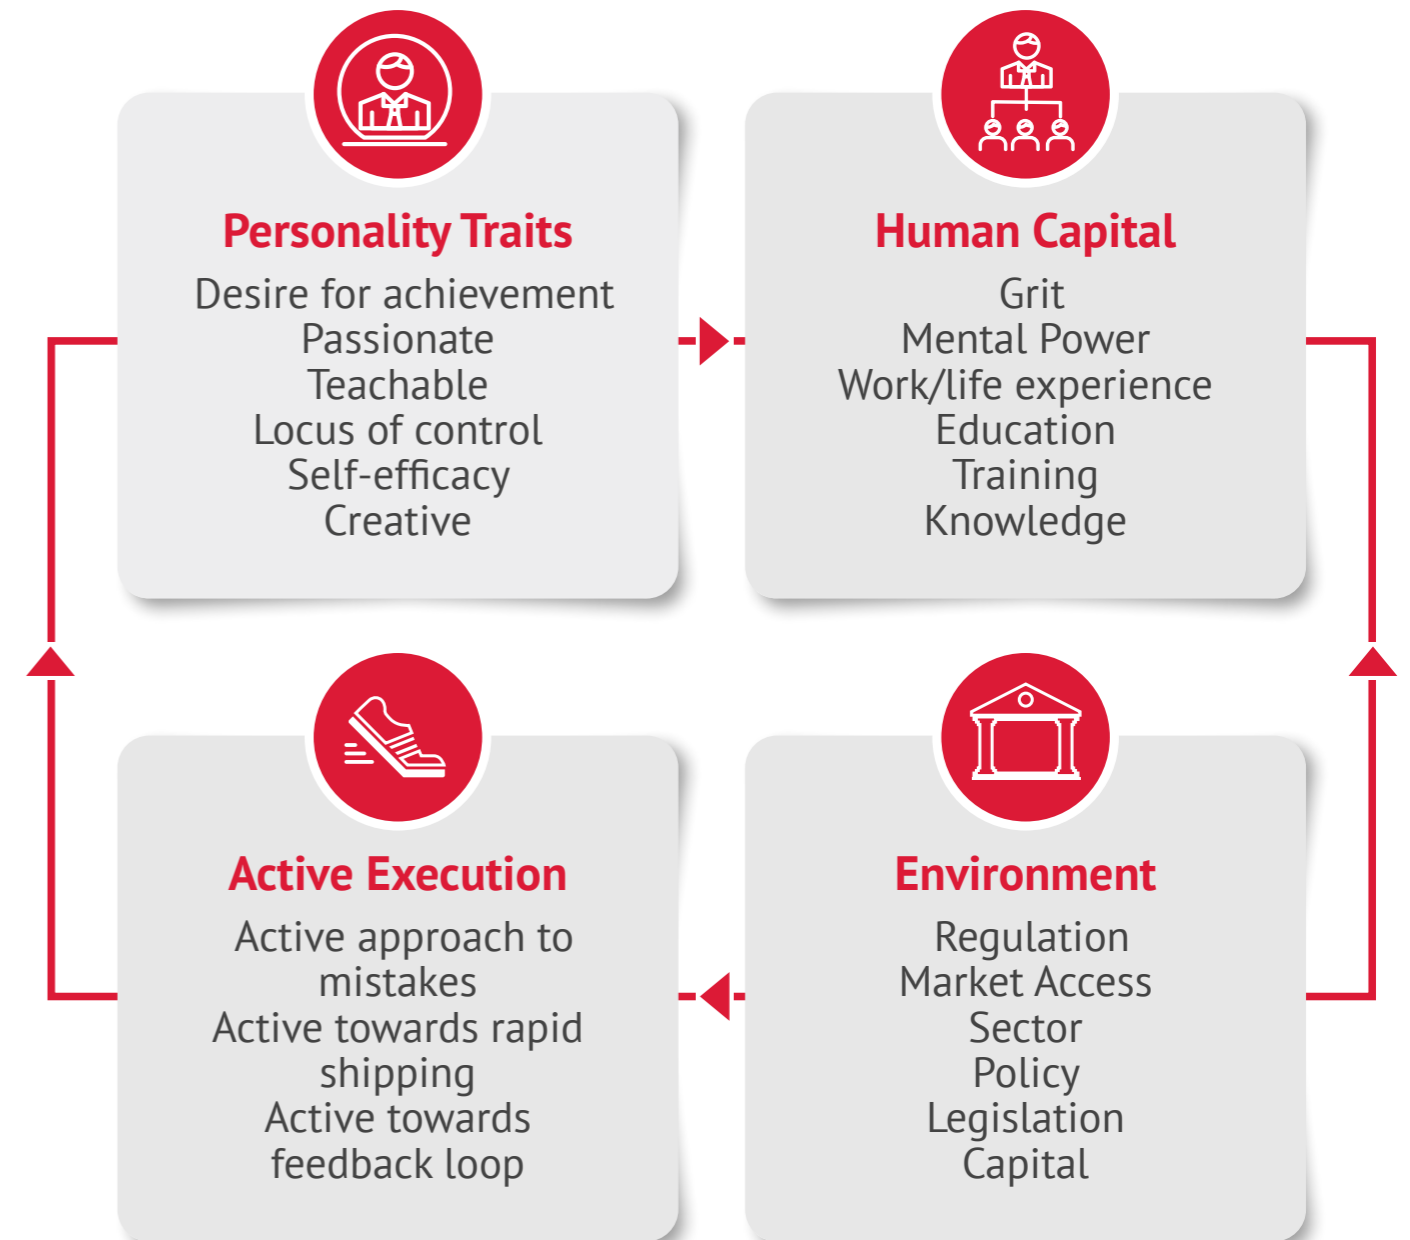 Personality Traits
Desire for achievement
Passionate
Teachable
Locus of control
Self-efficacy
Creative
Human Capital
Grit
Mental Power
Work/life experience
Education
Training
Knowledge
Active Execution
Active approach to
mistakes
Active towards rapid
shipping
Active towards
feedback loop
Environment
Regulation
Market Access
Sector
Policy
Legislation
Capital